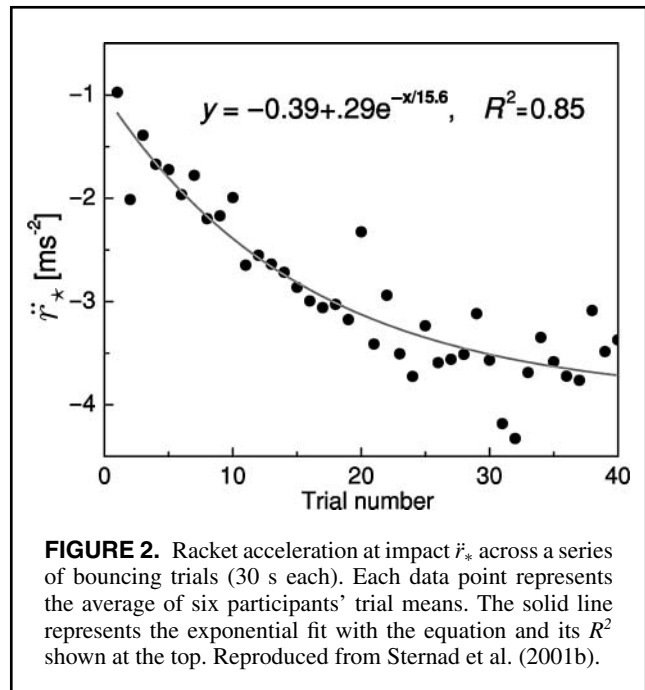 y = −0.39+.29e^{−x/15.6}, R²=0.85
−1
−2
−3
−4
r̈⋆ [ms⁻²]
0 10 20 30 40
Trial number
FIGURE 2. Racket acceleration at impact r̈* across a series
of bouncing trials (30 s each). Each data point represents
the average of six participants’ trial means. The solid line
represents the exponential fit with the equation and its R²
shown at the top. Reproduced from Sternad et al. (2001b).